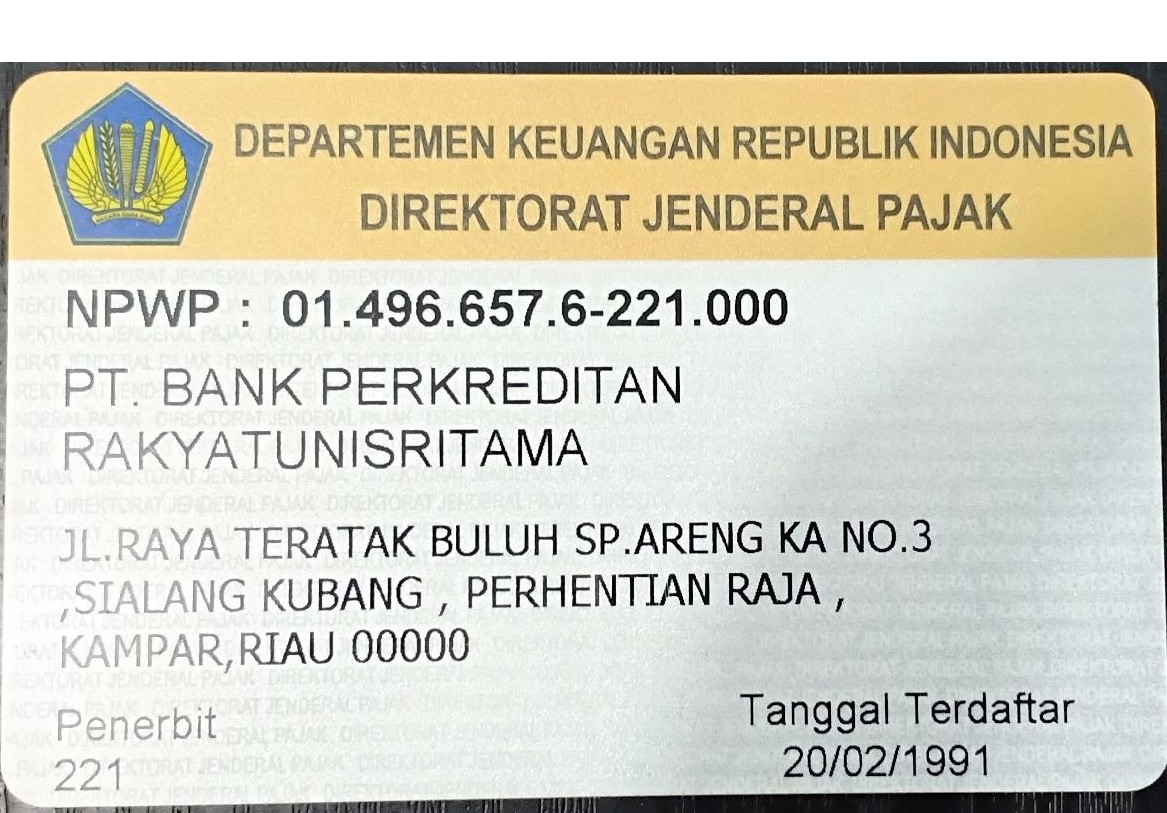 DEPARTEMEN KEUANGAN REPUBLIK INDONESIA
DIREKTORAT JENDERAL PAJAK
NPWP : 01.496.657.6-221.000
PT. BANK PERKREDITAN
RAKYAT UNISRITAMA
JL.RAYA TERATAK BULUH SP.ARENG KA NO.3
,SIALANG KUBANG , PERHENTIAN RAJA ,
KAMPAR,RIAU 00000
Penerbit
221
Tanggal Terdaftar
20/02/1991